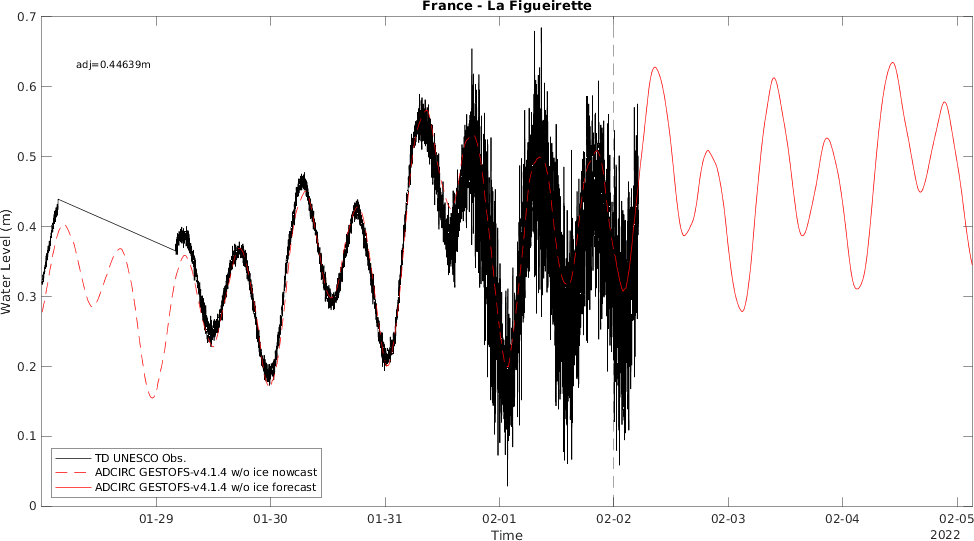 France - La Figueirette
0.7
0.6
0.5
0.4
0.3
0.2
0.1
0
Water Level (m)
adj=0.44639m
TD UNESCO Obs.
ADCIRC GESTOFS-v4.1.4 w/o ice nowcast
ADCIRC GESTOFS-v4.1.4 w/o ice forecast
01-29
01-30
01-31
02-01
02-02
02-03
02-04
02-05
Time
2022